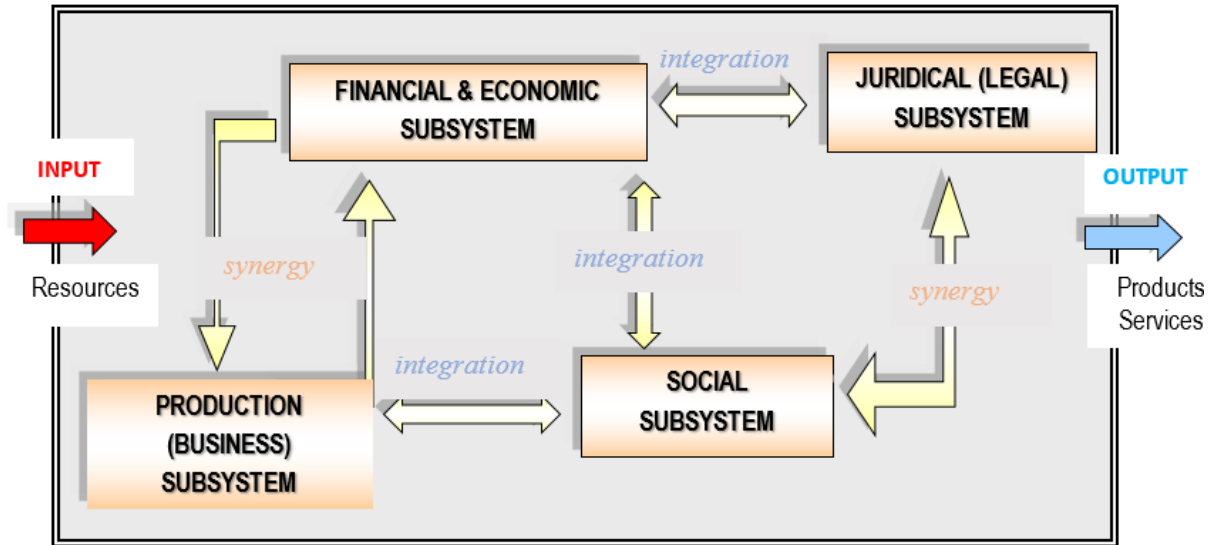 integration
FINANCIAL & ECONOMIC
SUBSYSTEM
JURIDICAL (LEGAL)
SUBSYSTEM
INPUT
Resources
OUTPUT
Products
Services
synergy
integration
synergy
integration
PRODUCTION
(BUSINESS)
SUBSYSTEM
SOCIAL
SUBSYSTEM